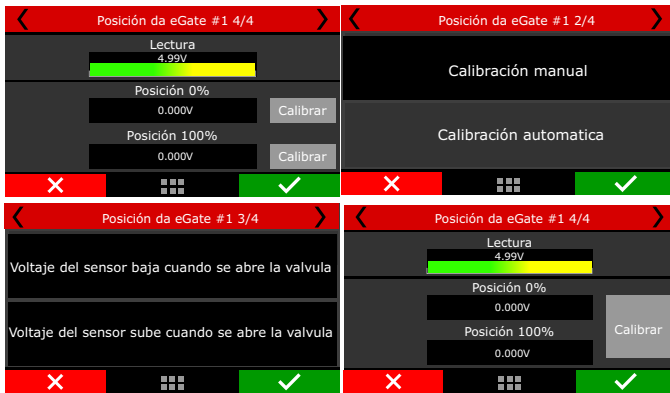 Posición da eGate #1 4/4
Lectura
4.99V
Posición 0%
0.000V
Calibrar
Posición 100%
0.000V
Calibrar
Posición da eGate #1 2/4
Calibración manual
Calibración automatica
Posición da eGate #1 3/4
Voltaje del sensor baja cuando se abre la valvula
Voltaje del sensor sube cuando se abre la valvula
Posición da eGate #1 4/4
Lectura
4.99V
Posición 0%
0.000V
Posición 100%
Calibrar
0.000V